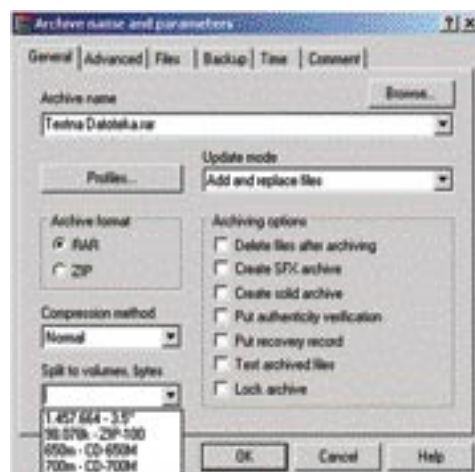 Archive name and parameters
General Advanced Files Backup Time Comment
Archive name
Browse...
Testna Datoteka.rar
Update mode
Profiles...
Add and replace files
Archive format
RAR
ZIP
Archiving options
Delete files after archiving
Create SFX archive
Create solid archive
Put authenticity verification
Put recovery record
Test archived files
Lock archive
Compression method
Normal
Split to volumes, bytes
1.457.664 - 3.5"
98.078k - ZIP-100
650m - CD-650M
700m - CD-700M
OK Cancel Help